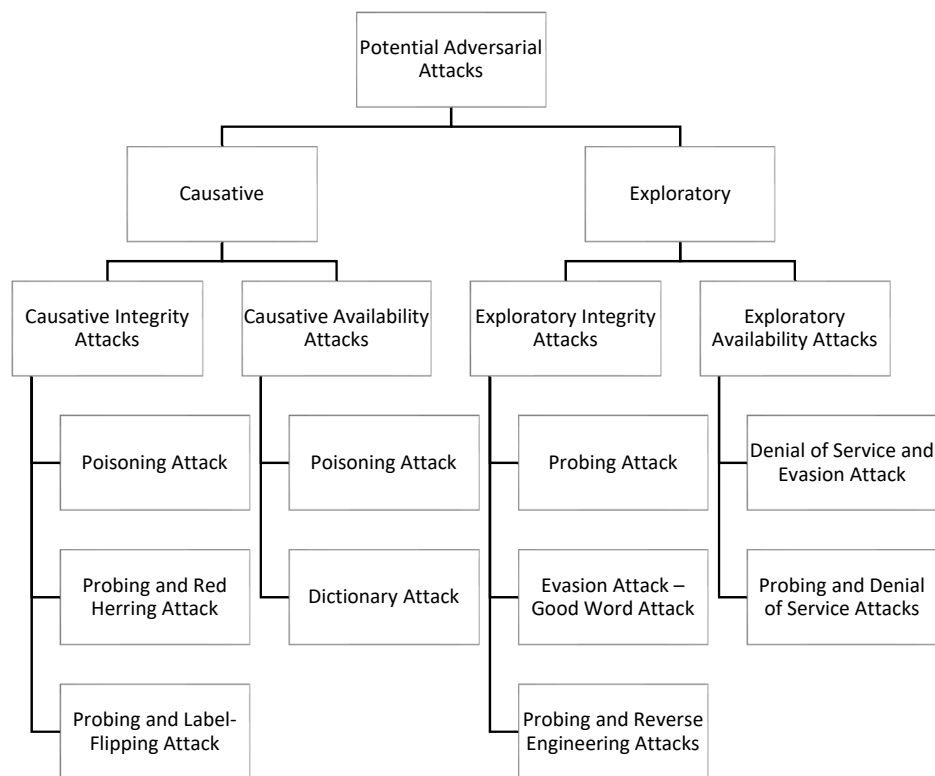 Potential Adversarial
Attacks
Causative
Exploratory
Causative Integrity
Attacks
Causative Availability
Attacks
Exploratory Integrity
Attacks
Exploratory
Availability Attacks
Poisoning Attack
Poisoning Attack
Probing Attack
Denial of Service and
Evasion Attack
Probing and Red
Herring Attack
Dictionary Attack
Evasion Attack –
Good Word Attack
Probing and Denial
of Service Attacks
Probing and Label-
Flipping Attack
Probing and Reverse
Engineering Attacks